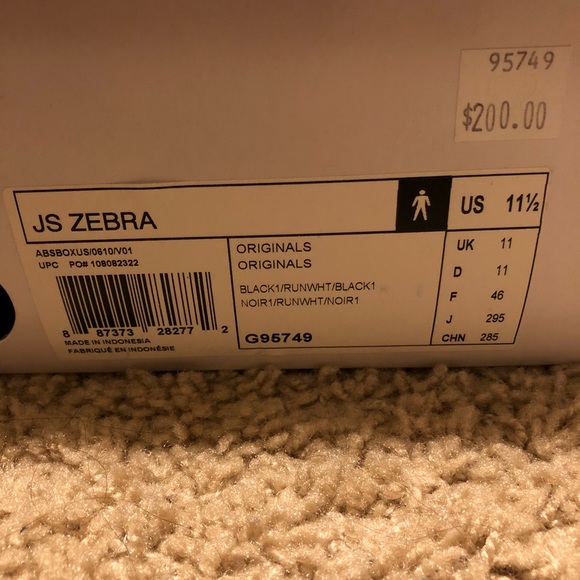 95749
$200.00
JS ZEBRA
US 11½
ABSBOXUS/0610/V01
UPC PO# 108082322
8 87373 28277 2
MADE IN INDONESIA
FABRIQUÉ EN INDONÉSIE
ORIGINALS
ORIGINALS
BLACK1/RUNWHT/BLACK1
NOIR1/RUNWHT/NOIR1
G95749
UK 11
D 11
F 46
J 295
CHN 285